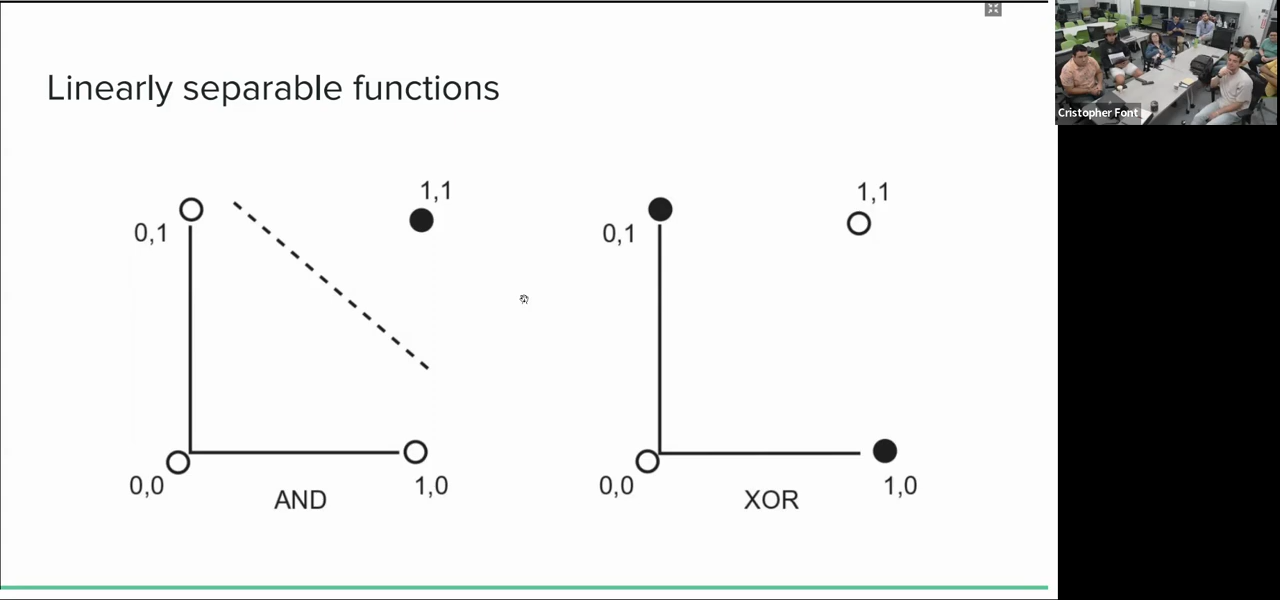 Linearly separable functions
1,1
0,1
0,0
AND
1,0
1,1
0,1
0,0
XOR
1,0
Cristopher Font